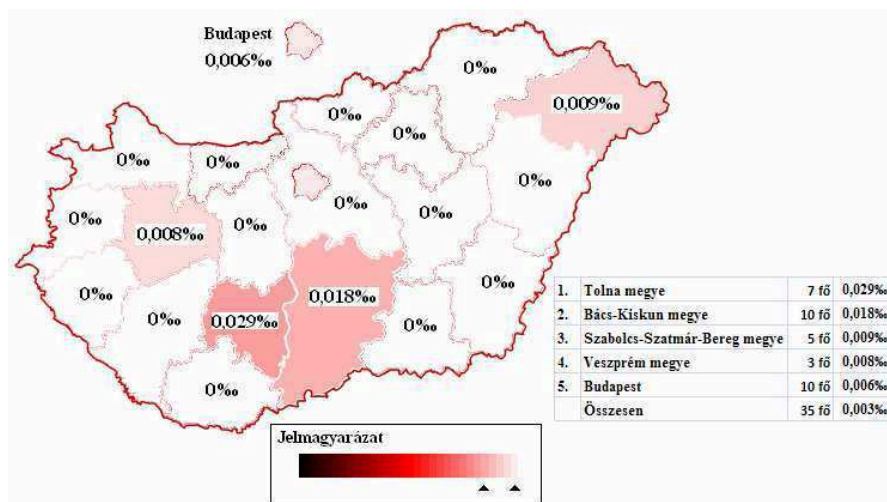 Budapest
0,006‰
0‰
0,009‰
0‰
0‰
0‰
0‰
0‰
0‰
0‰
0‰
0‰
0,008‰
0‰
0‰
0‰
0,018‰
0,029‰
0‰
0‰
0‰
1. Tolna megye 7 fő 0,029‰
2. Bács-Kiskun megye 10 fő 0,018‰
3. Szabolcs-Szatmár-Bereg megye 5 fő 0,009‰
4. Veszprém megye 3 fő 0,008‰
5. Budapest 10 fő 0,006‰
Összesen 35 fő 0,003‰
Jelmagyarázat